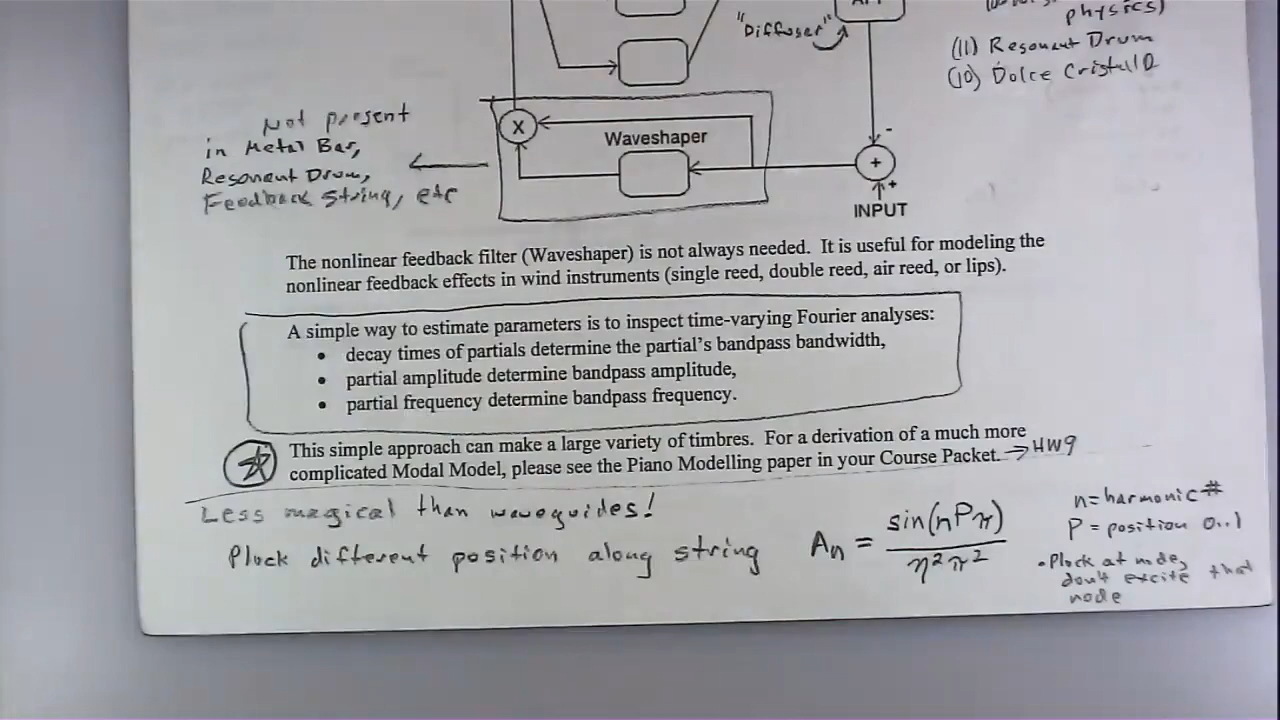 physics)
"Diffuser"
(11) Resonant Drum
(10) Dolce Cristallo
Not present
in Metal Bar,
Resonant Drum,
Feedback string, etc
X
Waveshaper
-
+
+
INPUT
The nonlinear feedback filter (Waveshaper) is not always needed. It is useful for modeling the
nonlinear feedback effects in wind instruments (single reed, double reed, air reed, or lips).
A simple way to estimate parameters is to inspect time-varying Fourier analyses:
• decay times of partials determine the partial's bandpass bandwidth,
• partial amplitude determine bandpass amplitude,
• partial frequency determine bandpass frequency.
This simple approach can make a large variety of timbres. For a derivation of a much more
complicated Modal Model, please see the Piano Modelling paper in your Course Packet. → HW9
Less magical than waveguides!
Pluck different position along string
An = sin(nPπ) / n²π²
n = harmonic #
P = position 0..1
• Pluck at node,
don't excite that
node